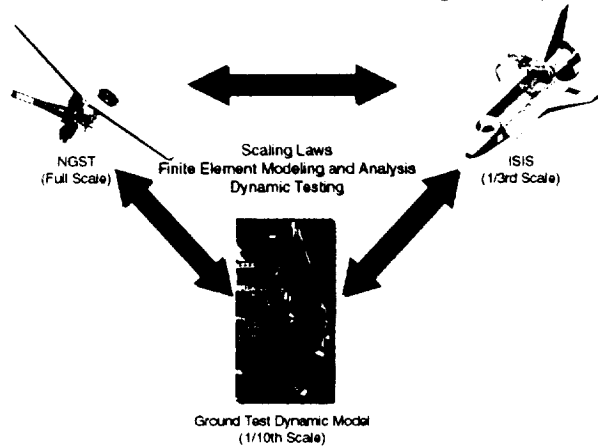 NGST
(Full Scale)
Scaling Laws
Finite Element Modeling and Analysis
Dynamic Testing
ISIS
(1/3rd Scale)
Ground Test Dynamic Model
(1/10th Scale)